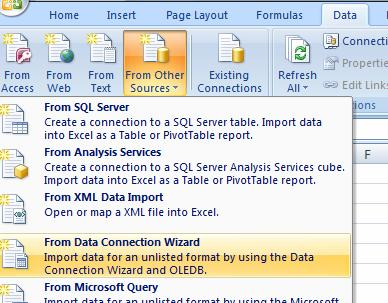 Home Insert Page Layout Formulas Data
From Access
From Web
From Text
From Other Sources
Existing Connections
Refresh All
Connecti
Propertie
Edit Links
ions
F
From SQL Server
Create a connection to a SQL Server table. Import data
into Excel as a Table or PivotTable report.
From Analysis Services
Create a connection to a SQL Server Analysis Services cube.
Import data into Excel as a Table or PivotTable report.
From XML Data Import
Open or map a XML file into Excel.
From Data Connection Wizard
Import data for an unlisted format by using the Data
Connection Wizard and OLEDB.
From Microsoft Query
Import data for an unlisted format by using the Microsoft